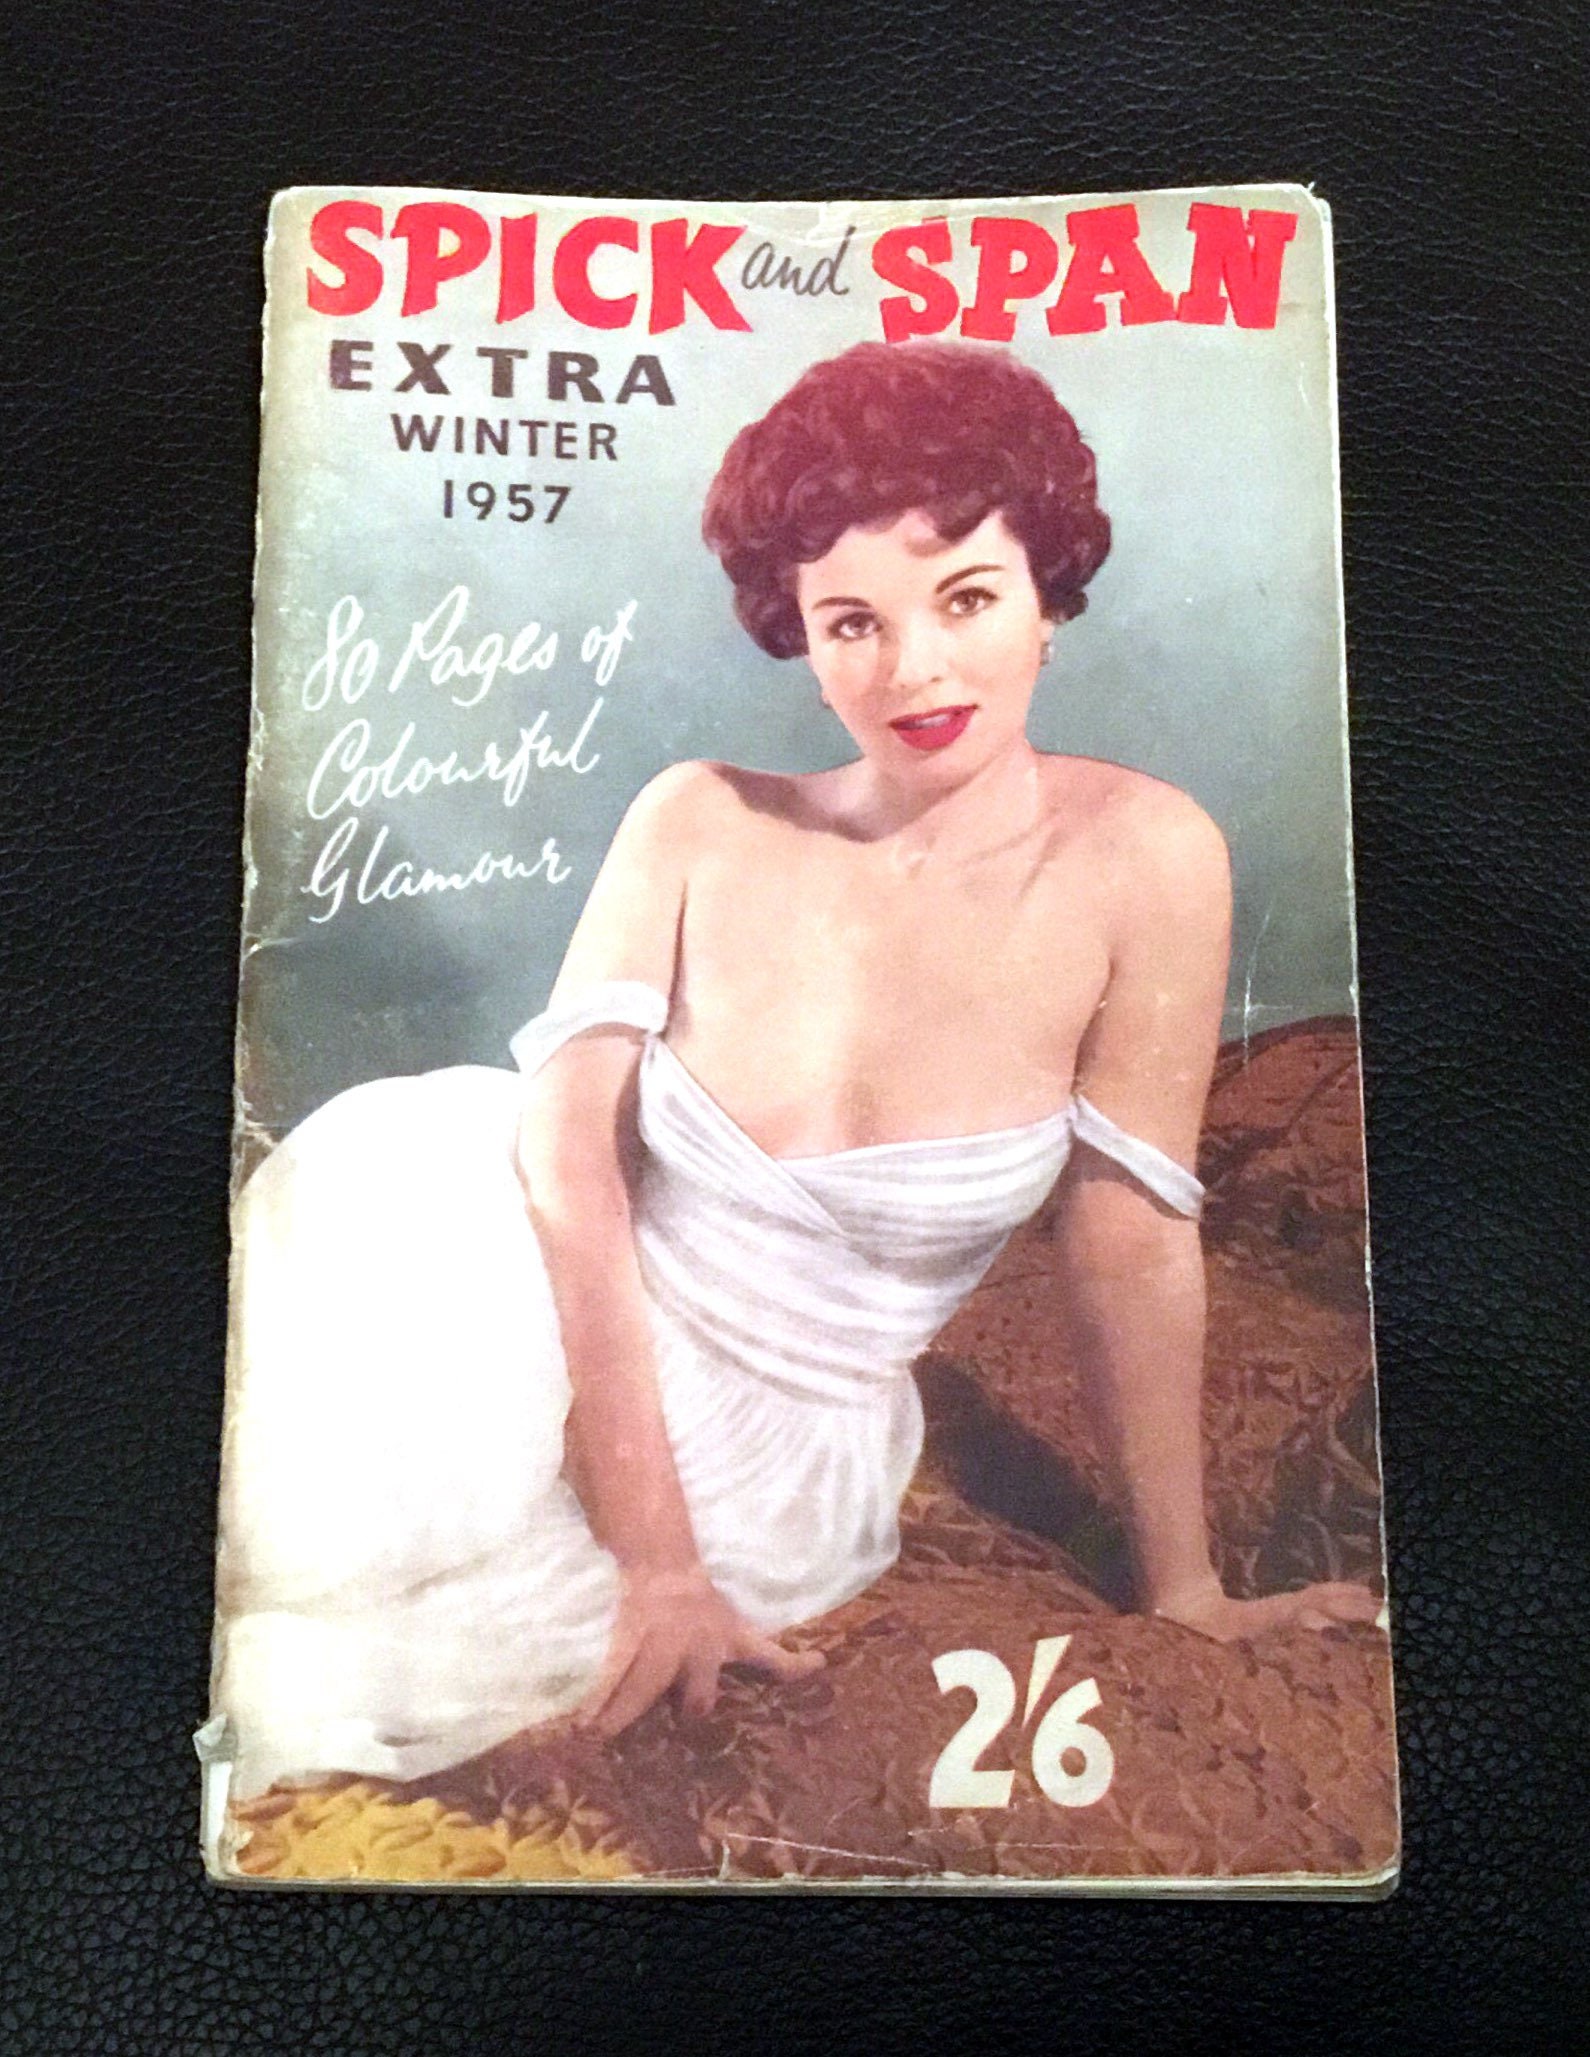 SPICK and SPAN
EXTRA
WINTER
1957
80 Pages of
Colourful
Glamour
2'6